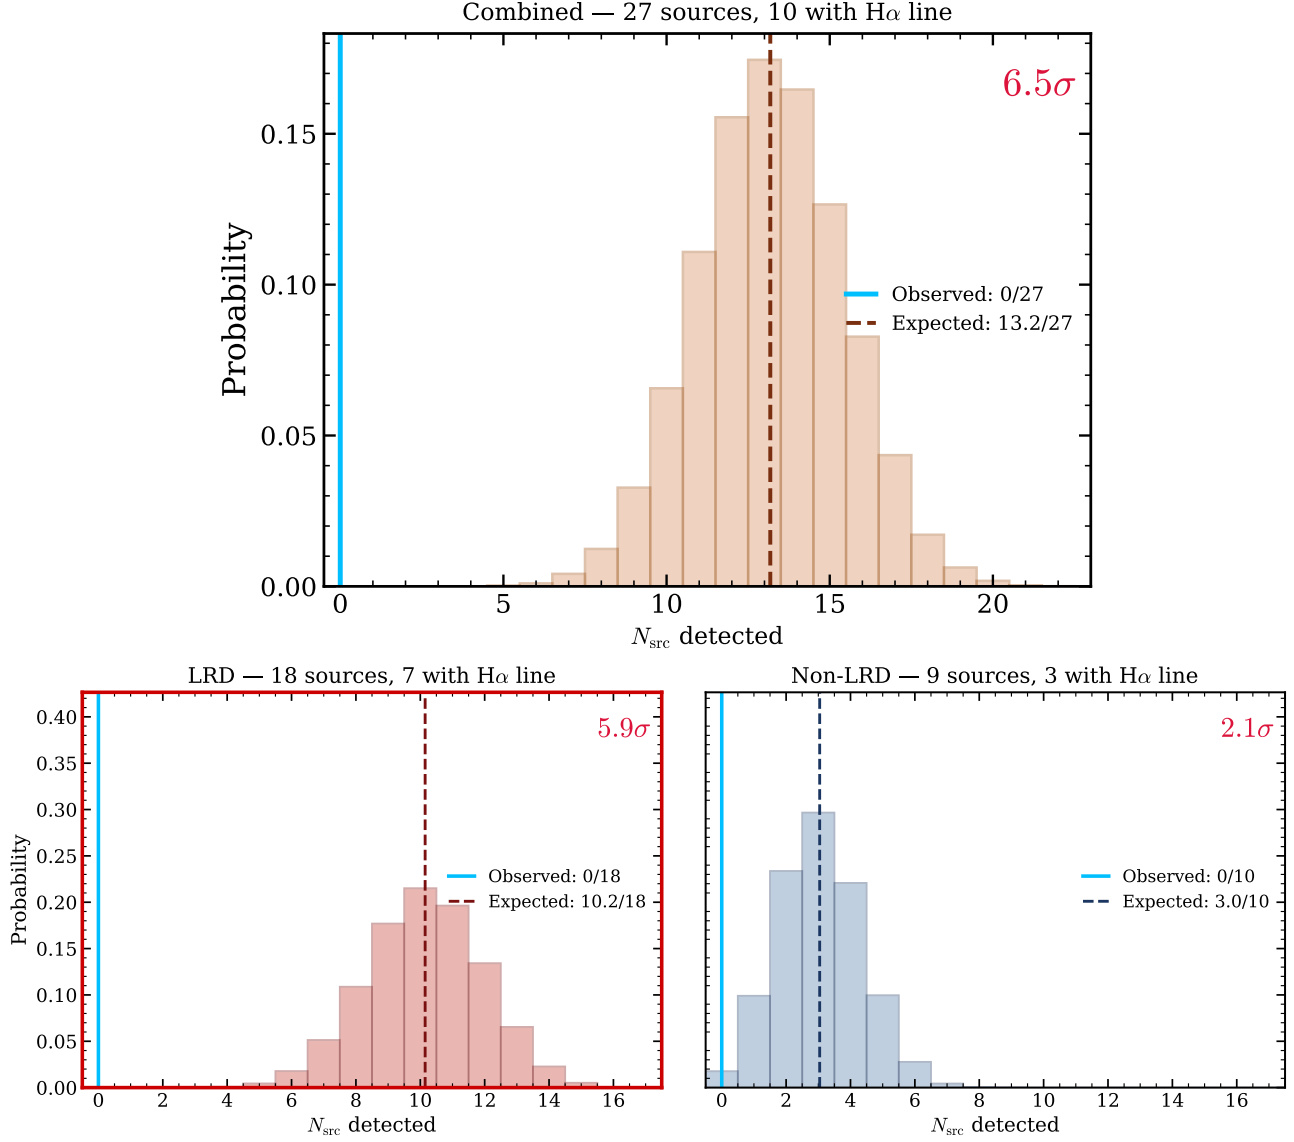 Combined — 27 sources, 10 with Hα line
6.5σ
0.15
0.10
0.05
0.00
Probability
Observed: 0/27
Expected: 13.2/27
0 5 10 15 20
N_src detected
LRD — 18 sources, 7 with Hα line
5.9σ
0.40
0.35
0.30
0.25
0.20
0.15
0.10
0.05
0.00
Probability
Observed: 0/18
Expected: 10.2/18
0 2 4 6 8 10 12 14 16
N_src detected
Non-LRD — 9 sources, 3 with Hα line
2.1σ
Observed: 0/10
Expected: 3.0/10
0 2 4 6 8 10 12 14 16
N_src detected